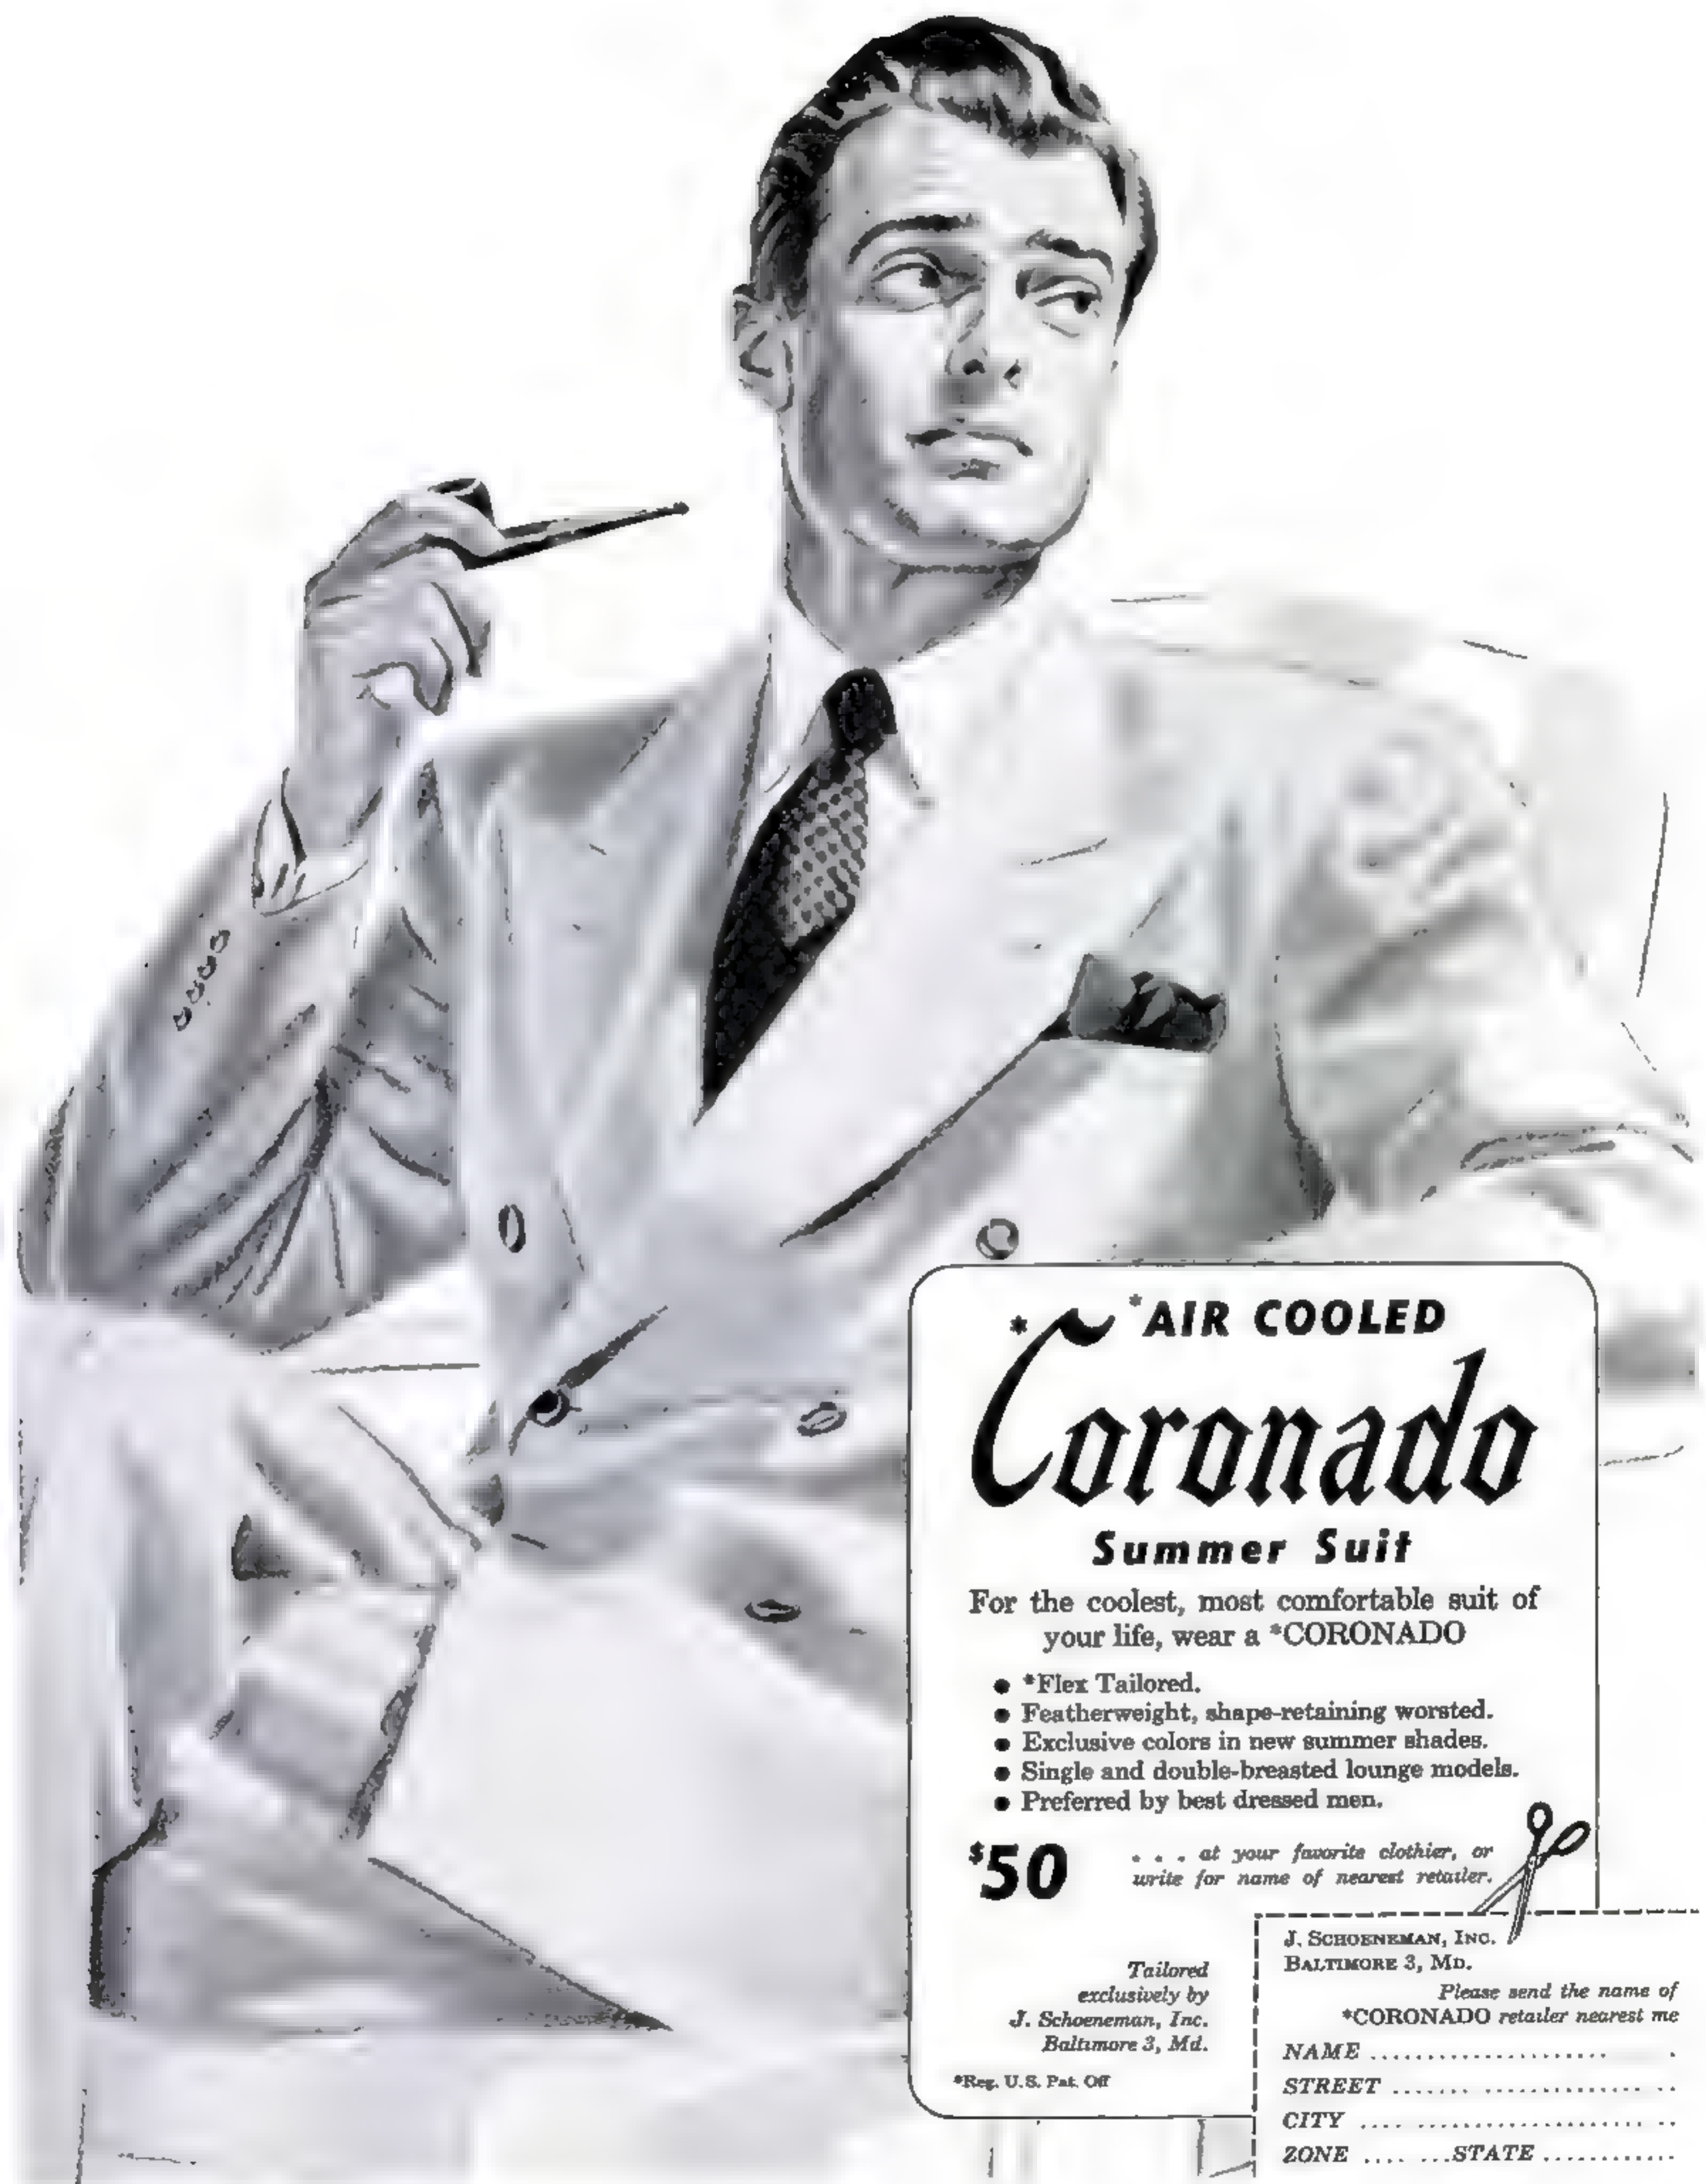 *AIR COOLED
*Coronado
Summer Suit
For the coolest, most comfortable suit of
your life, wear a *CORONADO
● *Flex Tailored.
● Featherweight, shape-retaining worsted.
● Exclusive colors in new summer shades.
● Single and double-breasted lounge models.
● Preferred by best dressed men.
$50
. . . at your favorite clothier, or
write for name of nearest retailer.
Tailored
exclusively by
J. Schoeneman, Inc.
Baltimore 3, Md.
*Reg. U.S. Pat. Off
J. SCHOENEMAN, INC.
BALTIMORE 3, MD.
Please send the name of
*CORONADO retailer nearest me
NAME ........................
STREET ........................
CITY ........................
ZONE .... ...STATE ............